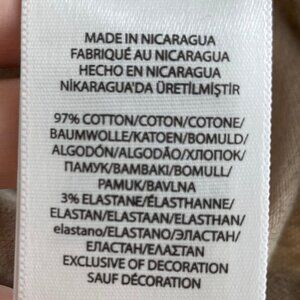 MADE IN NICARAGUA
FABRIQUÉ AU NICARAGUA
HECHO EN NICARAGUA
NİKARAGUA'DA ÜRETİLMİŞTİR
97% COTTON/COTON/COTONE/
BAUMWOLLE/KATOEN/BOMULD/
ALGODÓN/ALGODÃO/ХЛОПОК/
ПАМУК/ΒΑΜΒΑΚΙ/BOMULL/
PAMUK/BAVLNA
3% ELASTANE/ÉLASTHANNE/
ELASTAN/ELASTAAN/ELASTHAN/
elastano/ELASTANO/ЭЛАСТАН/
ЕЛАСТАН/ΕΛΑΣΤΑΝ
EXCLUSIVE OF DECORATION
SAUF DÉCORATION